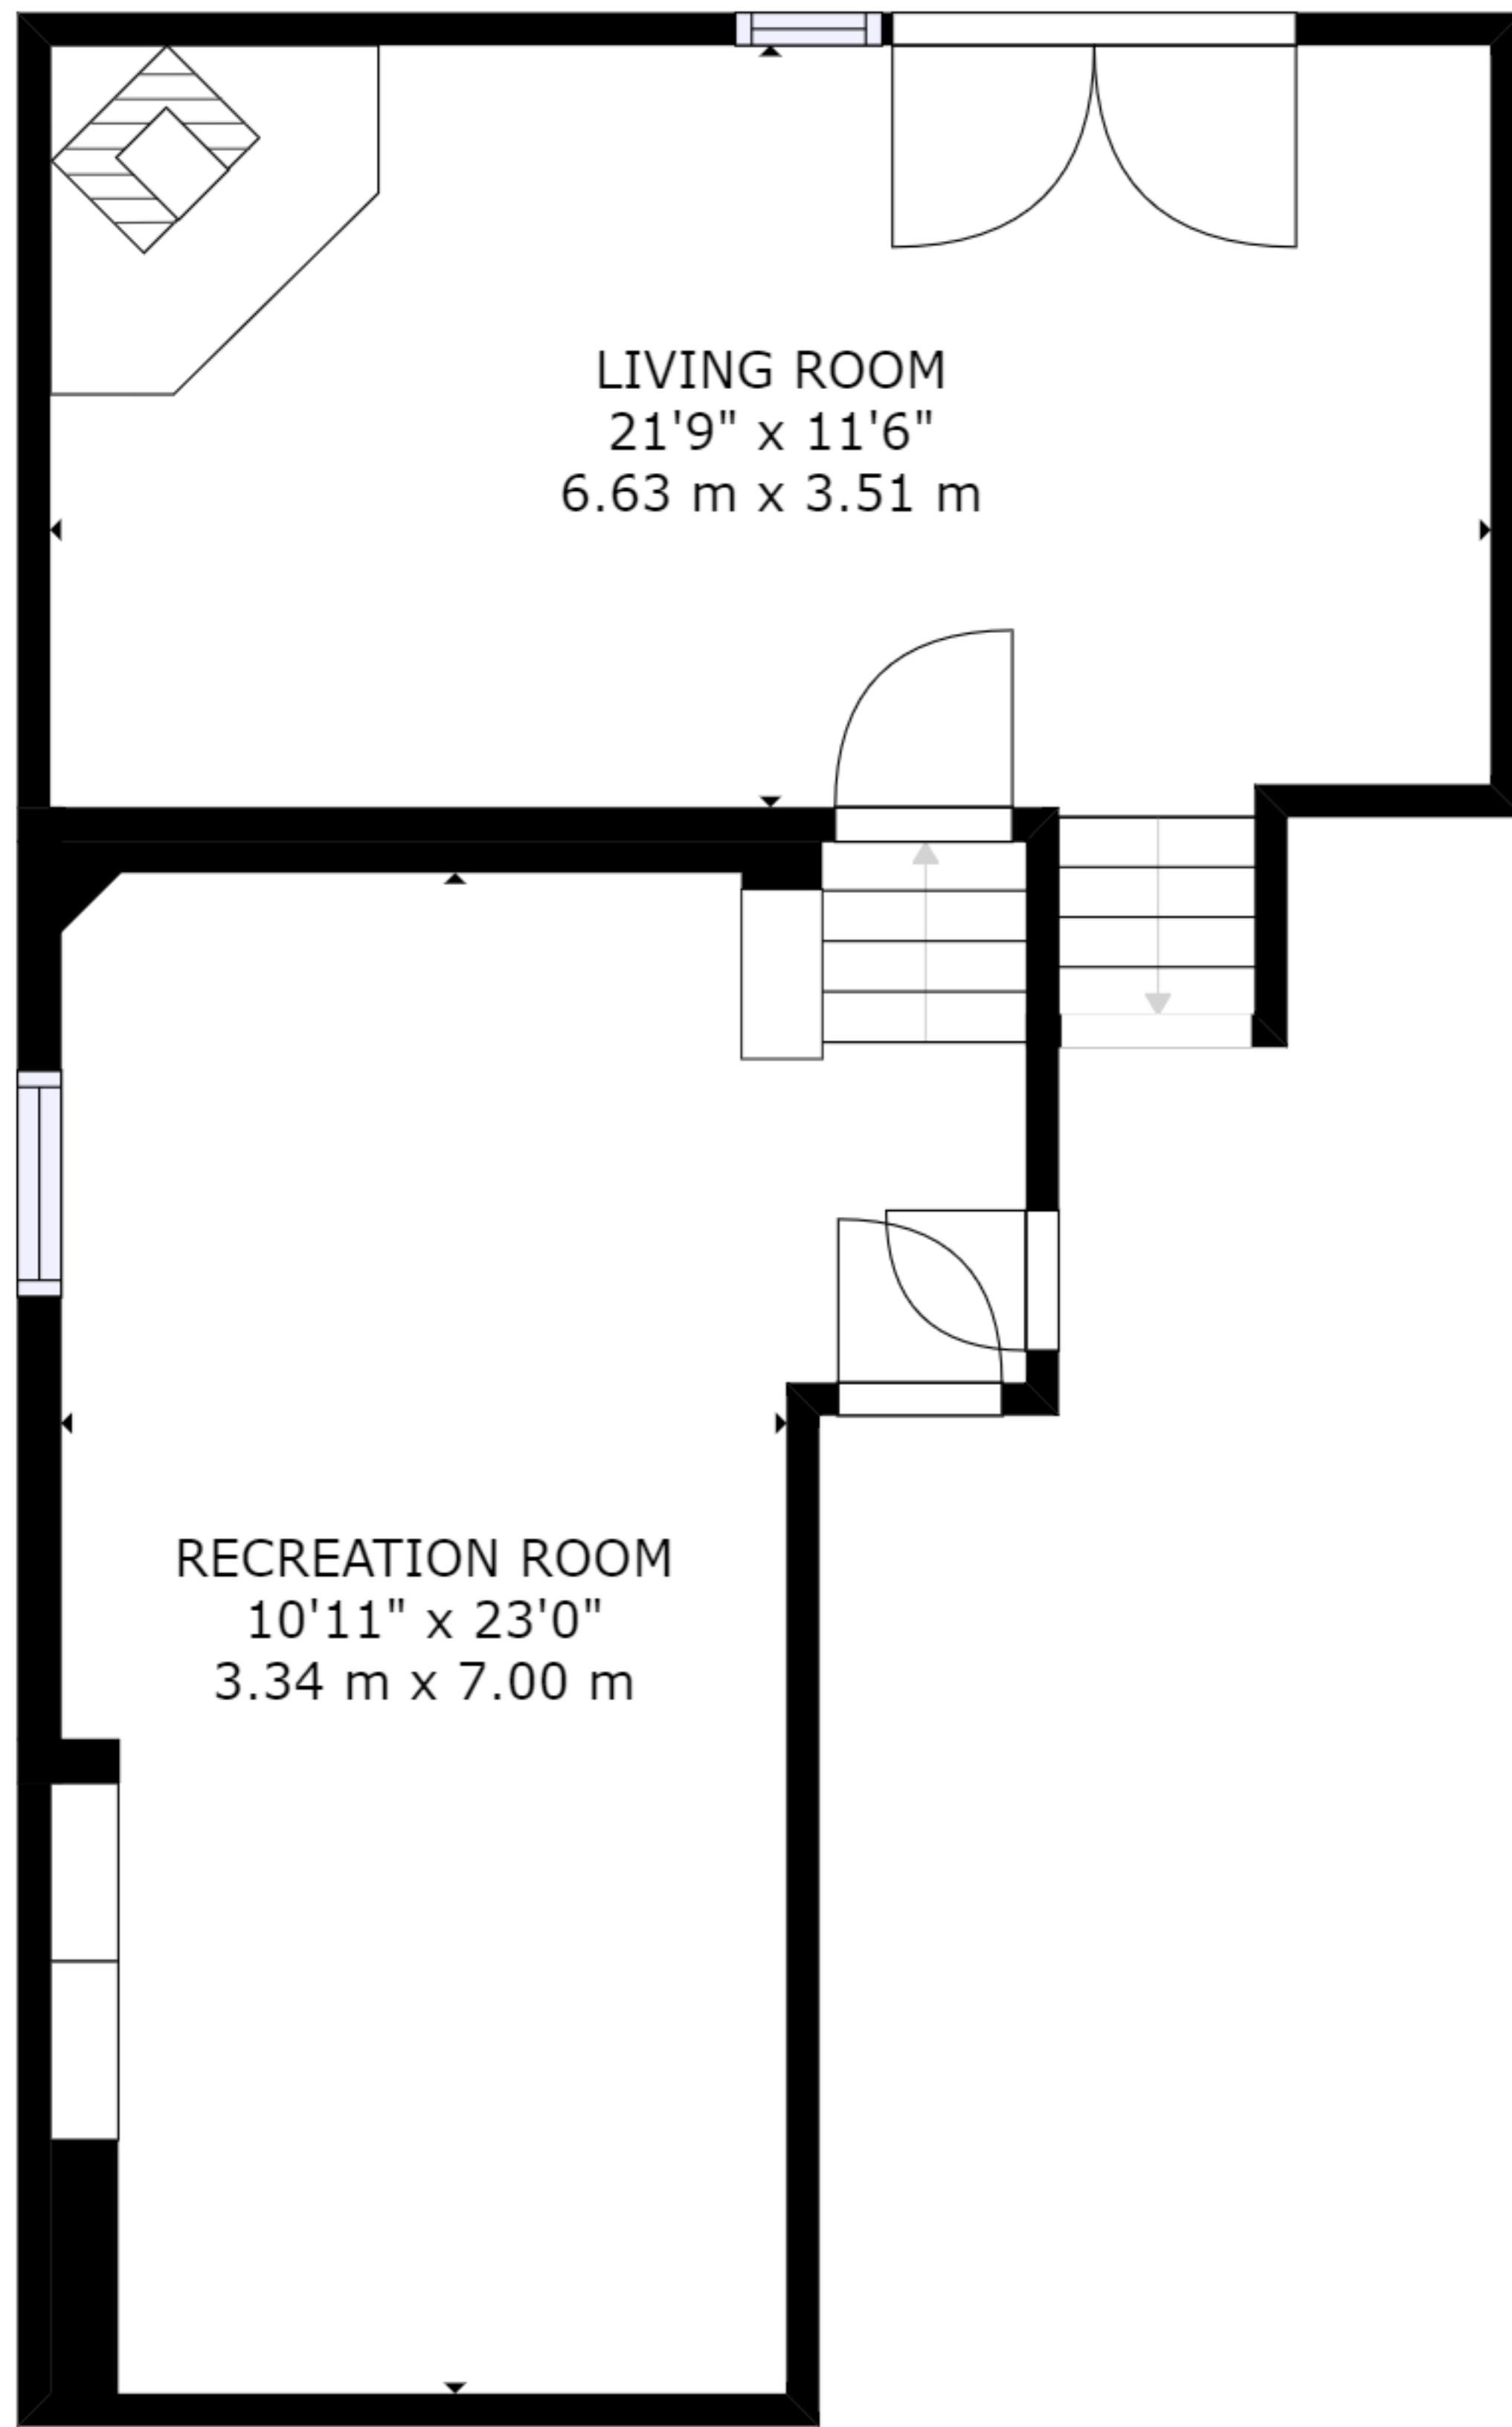 LIVING ROOM
21'9" x 11'6"
6.63 m x 3.51 m
RECREATION ROOM
10'11" x 23'0"
3.34 m x 7.00 m